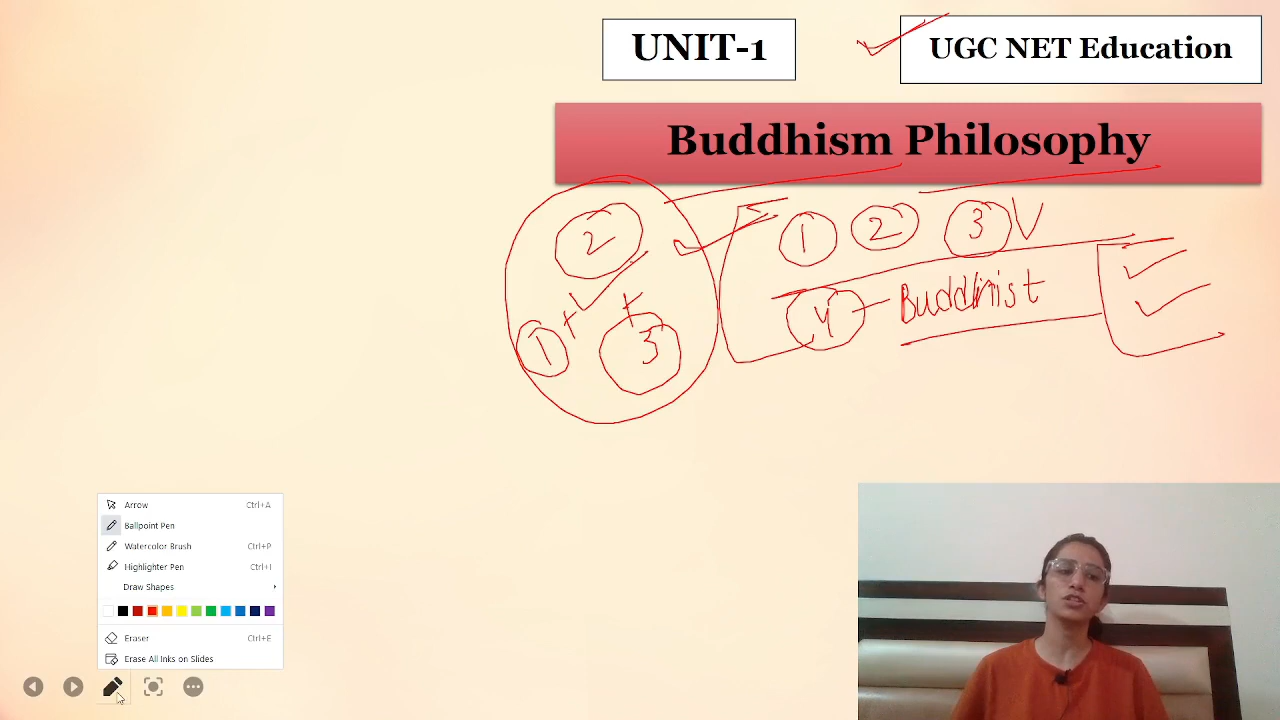 UNIT-1
UGC NET Education
Buddhism Philosophy
2 1 2 3
4 Buddhist
1 + + 3
Arrow Ctrl+A
Ballpoint Pen
Watercolor Brush Ctrl+P
Highlighter Pen Ctrl+I
Draw Shapes
Eraser Ctrl+E
Erase All Inks on Slides